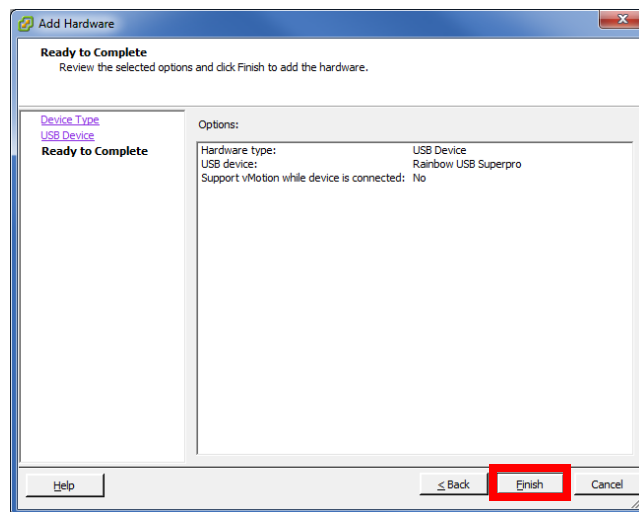 Add Hardware
Ready to Complete
Review the selected options and click Finish to add the hardware.
Device Type
USB Device
Ready to Complete
Options:
Hardware type: USB Device
USB device: Rainbow USB Superpro
Support vMotion while device is connected: No
Help
< Back
Finish
Cancel